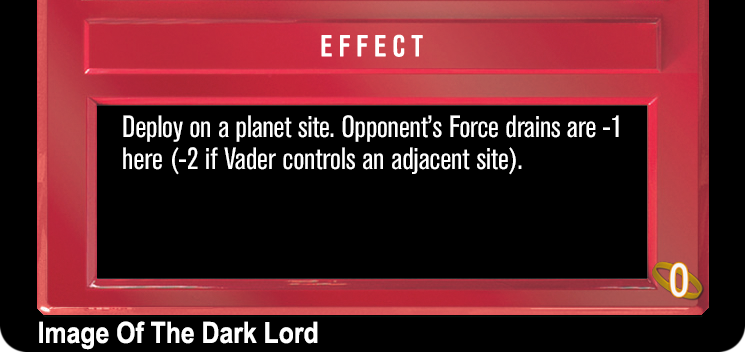 EFFECT
Deploy on a planet site. Opponent's Force drains are -1
here (-2 if Vader controls an adjacent site).
0
Image Of The Dark Lord